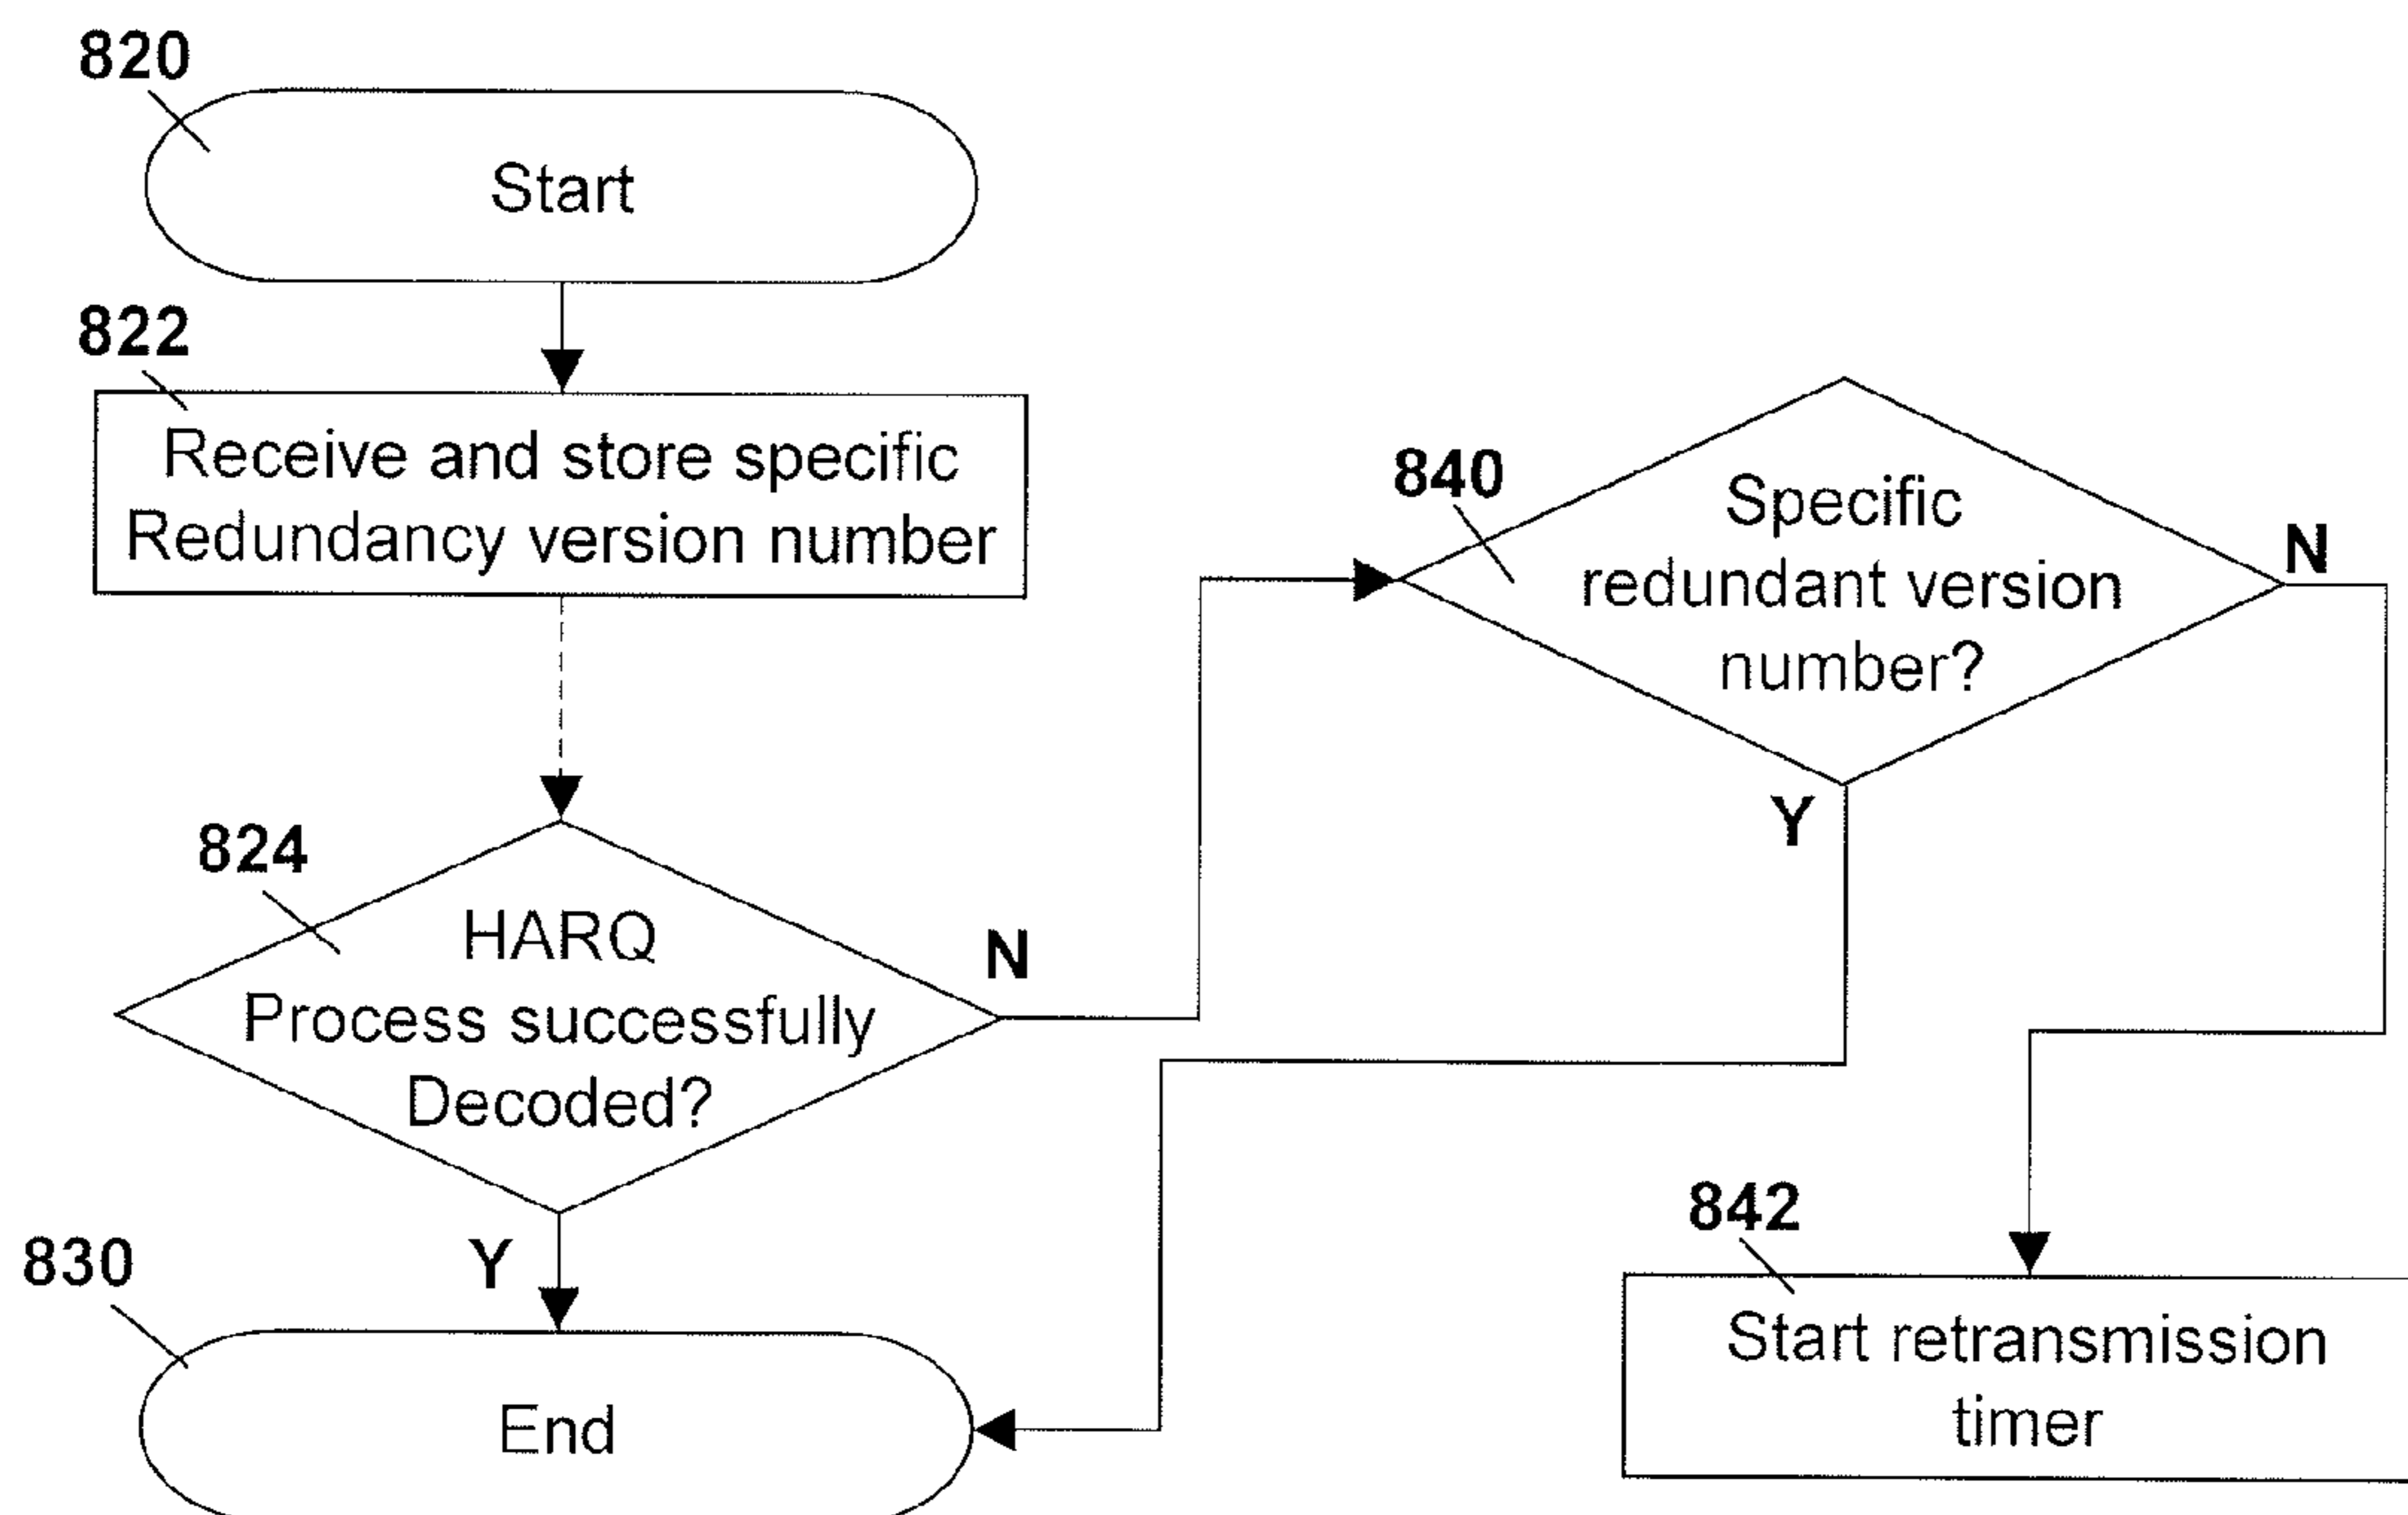 820
Start
822
Receive and store specific
Redundancy version number
840
Specific
redundant version
number?
N
Y
824
HARQ
Process successfully
Decoded?
N
Y
830
End
842
Start retransmission
timer